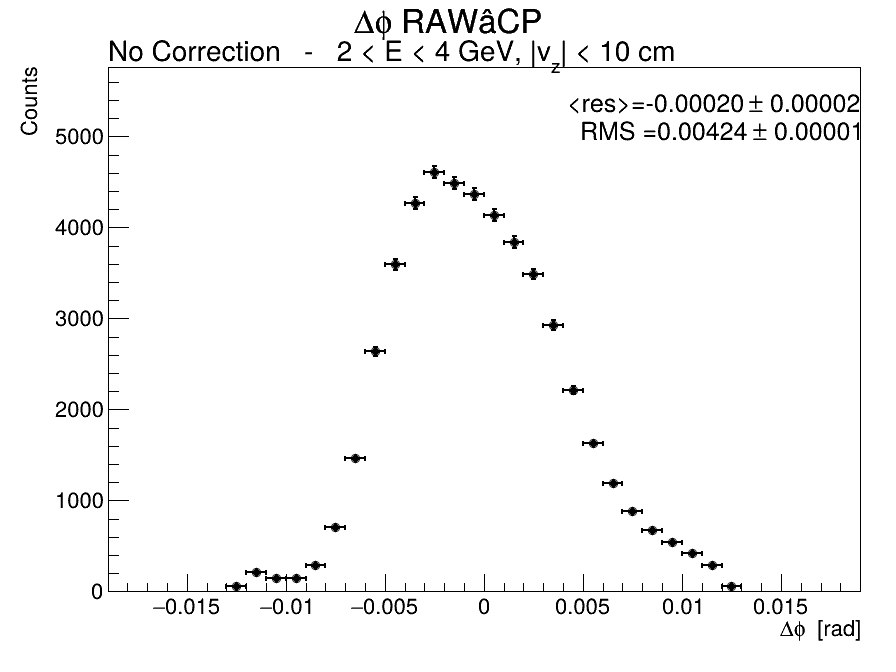 Δϕ RAWâCP
No Correction - 2 < E < 4 GeV, |v_z| < 10 cm
Counts
<res>=-0.00020 ± 0.00002
RMS =0.00424 ± 0.00001
5000
4000
3000
2000
1000
0
−0.015 −0.01 −0.005 0 0.005 0.01 0.015
Δϕ [rad]